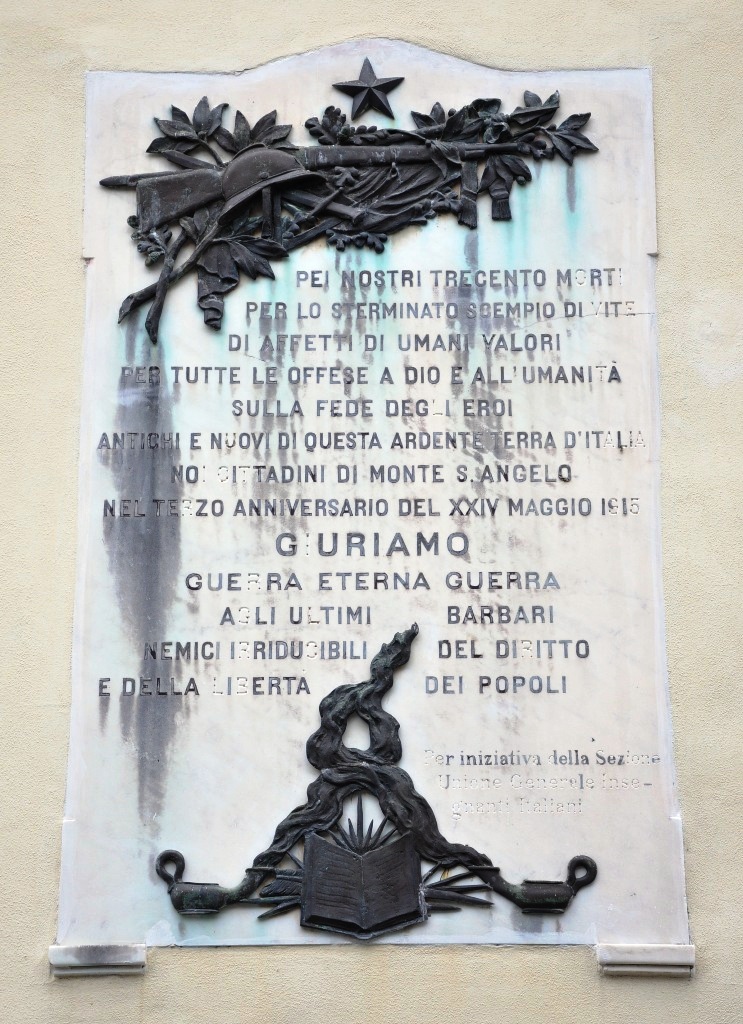 PEI NOSTRI TRECENTO MORTI
PER LO STERMINATO SCEMPIO DI VITE
DI AFFETTI DI UMANI VALORI
PER TUTTE LE OFFESE A DIO E ALL'UMANITÀ
SULLA FEDE DEGLI EROI
ANTICHI E NUOVI DI QUESTA ARDENTE TERRA D'ITALIA
NOI CITTADINI DI MONTE S. ANGELO
NEL TERZO ANNIVERSARIO DEL XXIV MAGGIO 1915
GIURIAMO
GUERRA ETERNA GUERRA
AGLI ULTIMI BARBARI
NEMICI IRRIDUCIBILI DEL DIRITTO
E DELLA LIBERTA DEI POPOLI
Per iniziativa della Sezione
Unione Generele inse-
gnanti Italiani